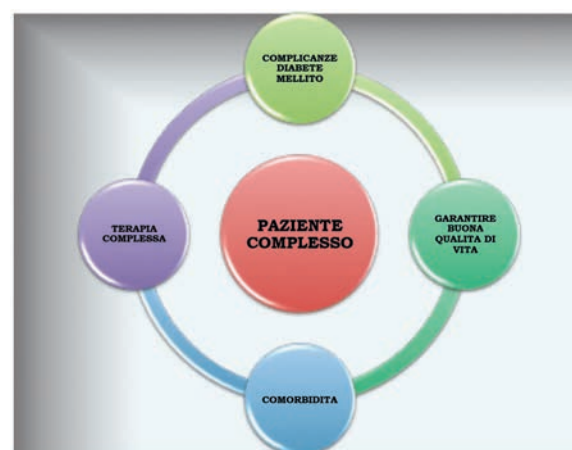 COMPLICANZE
DIABETE
MELLITO
TERAPIA
COMPLESSA
PAZIENTE
COMPLESSO
GARANTIRE
BUONA
QUALITA DI
VITA
COMORBIDITA